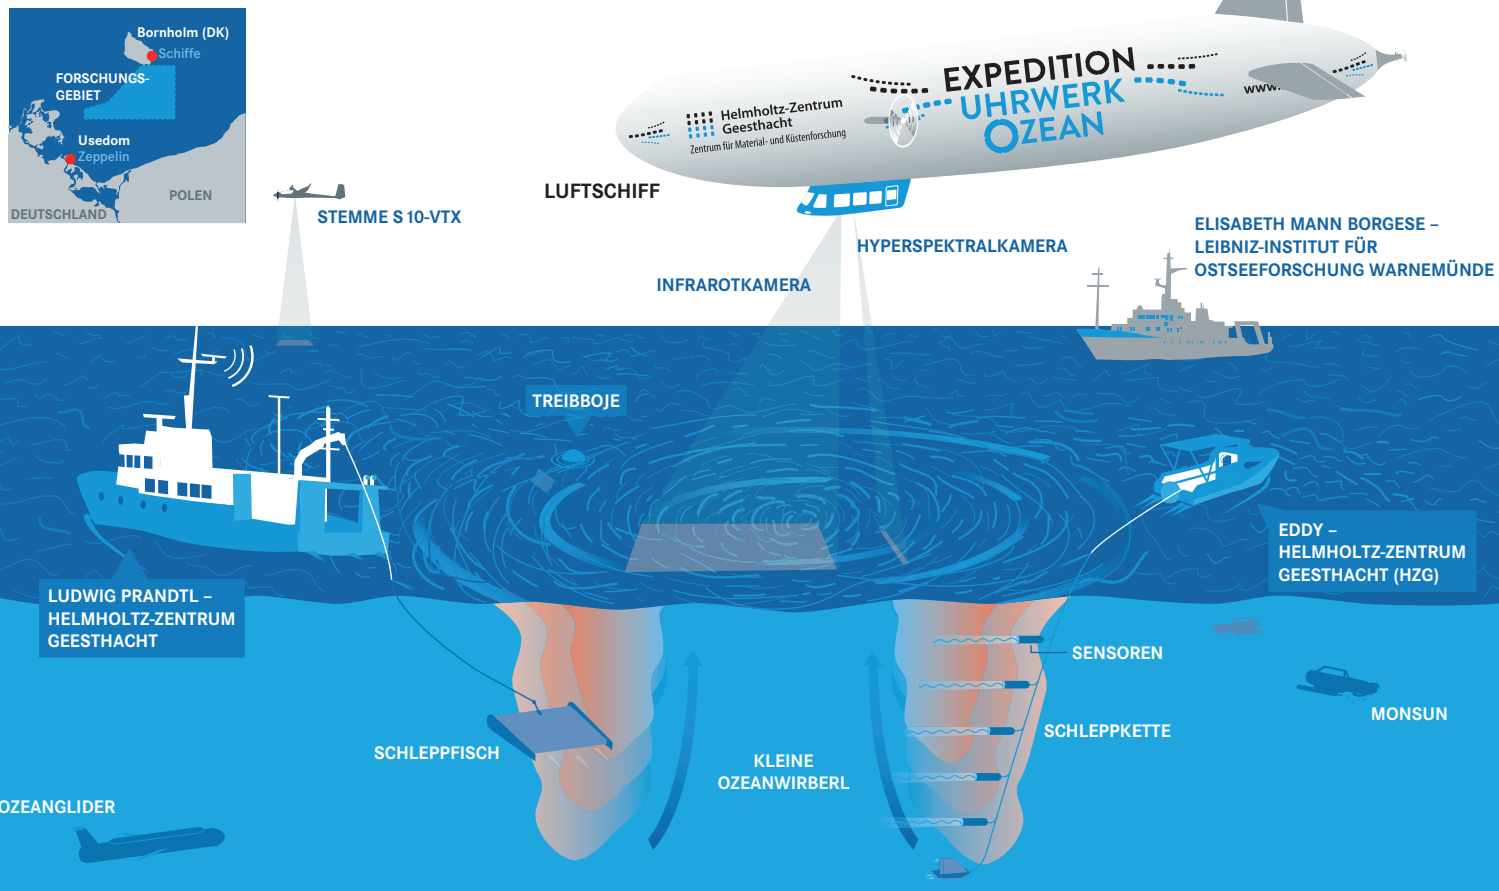 Bornholm (DK)
Schiffe
FORSCHUNGS-
GEBIET
Usedom
Zeppelin
POLEN
DEUTSCHLAND
STEMME S 10-VTX
LUFTSCHIFF
Helmholtz-Zentrum
Geesthacht
Zentrum für Material- und Küstenforschung
EXPEDITION
UHRWERK
OZEAN
www.
HYPERSPEKTRALKAMERA
INFRAROTKAMERA
ELISABETH MANN BORGESE –
LEIBNIZ-INSTITUT FÜR
OSTSEEFORSCHUNG WARNEMÜNDE
TREIBBOJE
LUDWIG PRANDTL –
HELMHOLTZ-ZENTRUM
GEESTHACHT
EDDY –
HELMHOLTZ-ZENTRUM
GEESTHACHT (HZG)
SENSOREN
MONSUN
SCHLEPPKETTE
SCHLEPPFISCH
KLEINE
OZEANWIRBERL
OZEANGLIDER